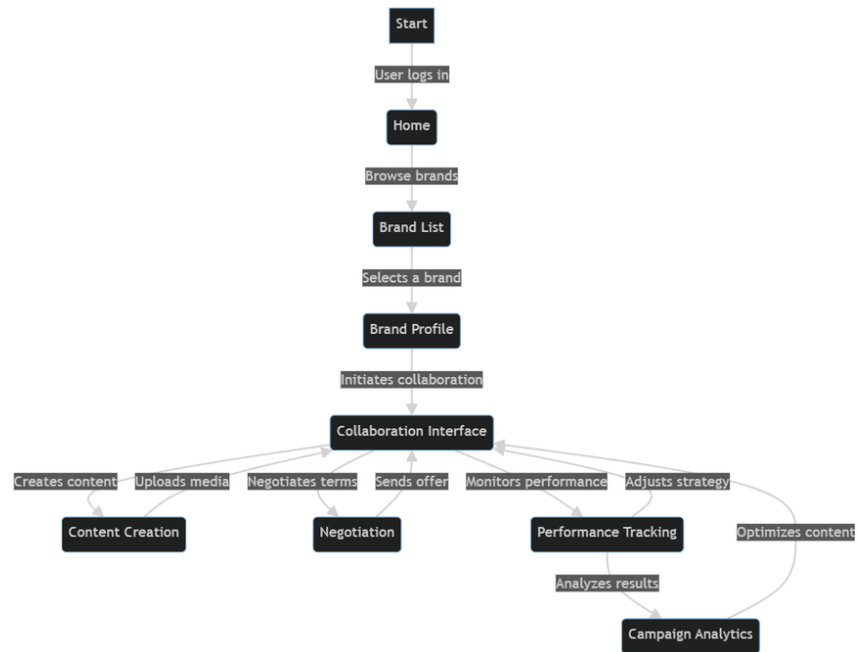 Start
User logs in
Home
Browse brands
Brand List
Selects a brand
Brand Profile
Initiates collaboration
Collaboration Interface
Creates content
Uploads media
Negotiates terms
Sends offer
Monitors performance
Adjusts strategy
Content Creation
Negotiation
Performance Tracking
Optimizes content
Analyzes results
Campaign Analytics